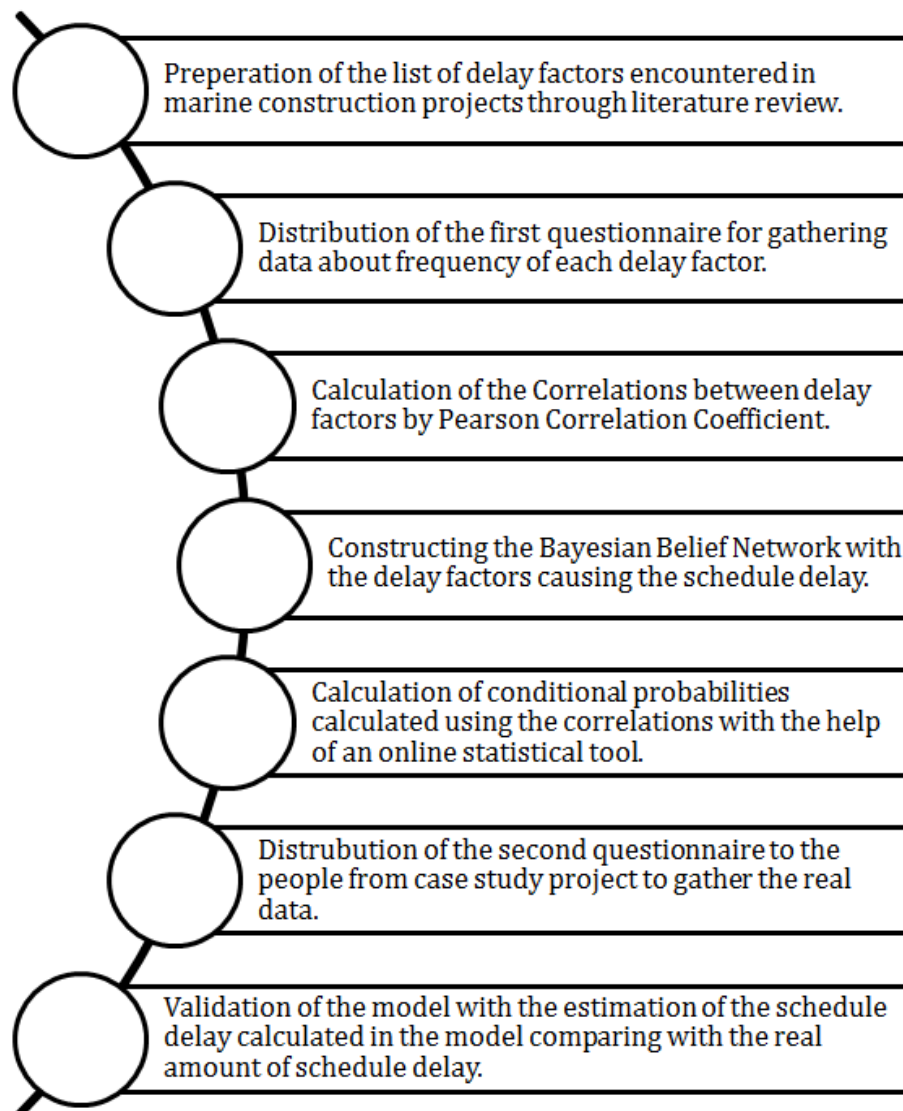 Preperation of the list of delay factors encountered in
marine construction projects through literature review.
Distribution of the first questionnaire for gathering
data about frequency of each delay factor.
Calculation of the Correlations between delay
factors by Pearson Correlation Coefficient.
Constructing the Bayesian Belief Network with
the delay factors causing the schedule delay.
Calculation of conditional probabilities
calculated using the correlations with the help
of an online statistical tool.
Distrubution of the second questionnaire to the
people from case study project to gather the real
data.
Validation of the model with the estimation of the schedule
delay calculated in the model comparing with the real
amount of schedule delay.